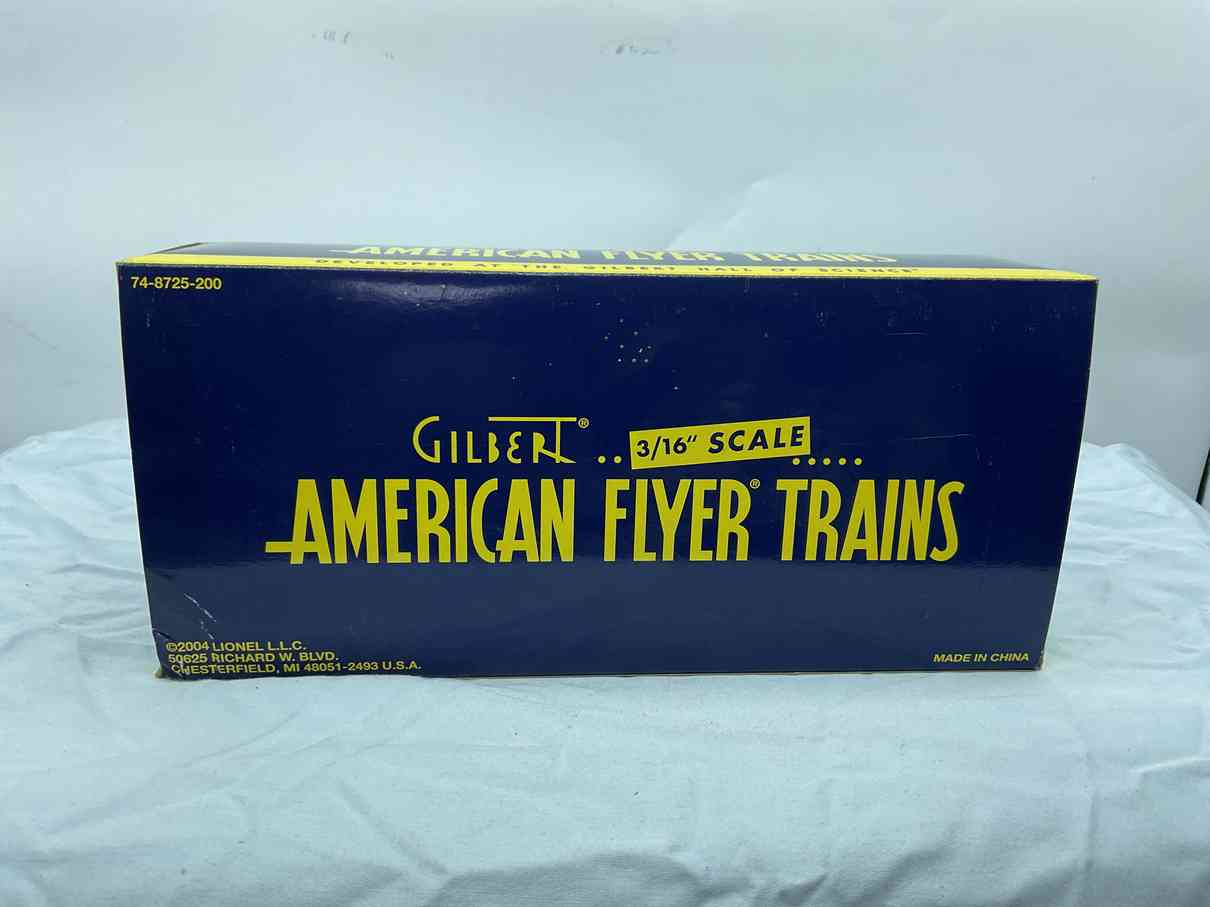 AMERICAN FLYER TRAINS
DEVELOPED AT THE GILBERT HALL OF SCIENCE
74-8725-200
GILBERT® .. 3/16" SCALE .....
AMERICAN FLYER® TRAINS
©2004 LIONEL L.L.C.
50625 RICHARD W. BLVD.
CHESTERFIELD, MI 48051-2493 U.S.A.
MADE IN CHINA